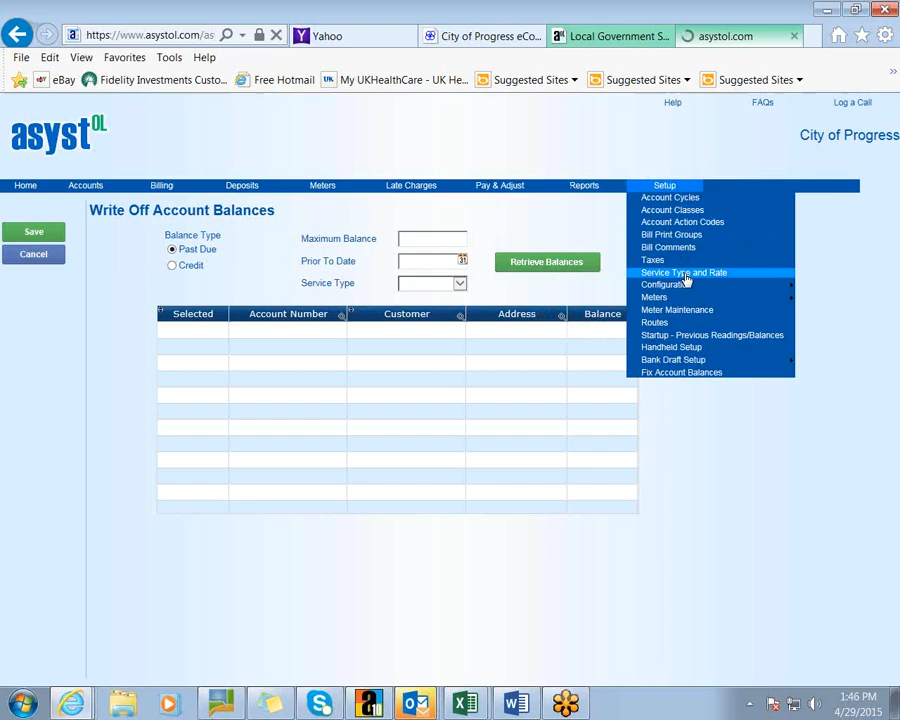 https://www.asystol.com/as
Yahoo
City of Progress eCo...
Local Government S...
asystol.com
File Edit View Favorites Tools Help
eBay
Fidelity Investments Custo...
Free Hotmail
My UKHealthCare - UK He...
Suggested Sites
Suggested Sites
Suggested Sites
Help FAQs Log a Call
asyst OL
City of Progress
Home Accounts Billing Deposits Meters Late Charges Pay & Adjust Reports Setup
Account Cycles
Account Classes
Account Action Codes
Bill Print Groups
Bill Comments
Taxes
Service Type and Rate
Meters
Meter Maintenance
Routes
Startup - Previous Readings/Balances
Handheld Setup
Bank Draft Setup
Fix Account Balances
Save
Cancel
Write Off Account Balances
Balance Type
Past Due
Credit
Maximum Balance
Prior To Date
31
Service Type
Retrieve Balances
Selected Account Number Customer Address Balance
1:46 PM
4/29/2015